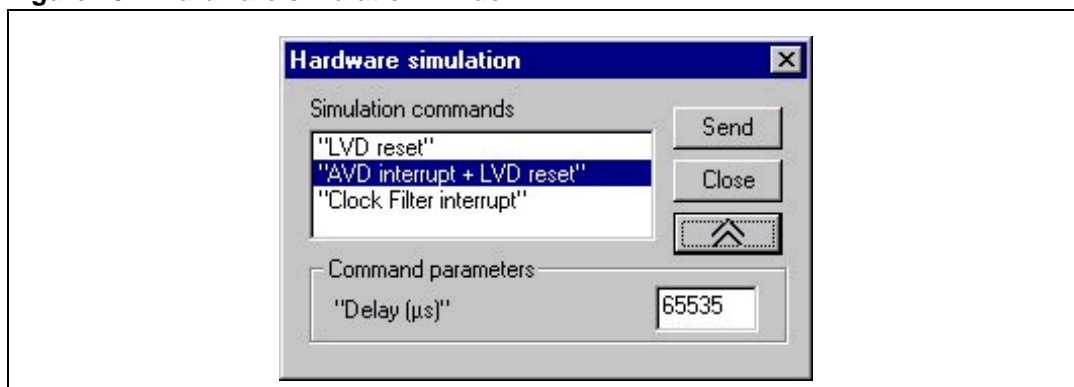 Hardware simulation
Simulation commands
"LVD reset"
"AVD interrupt + LVD reset"
"Clock Filter interrupt"
Send
Close
Command parameters
"Delay (µs)"
65535